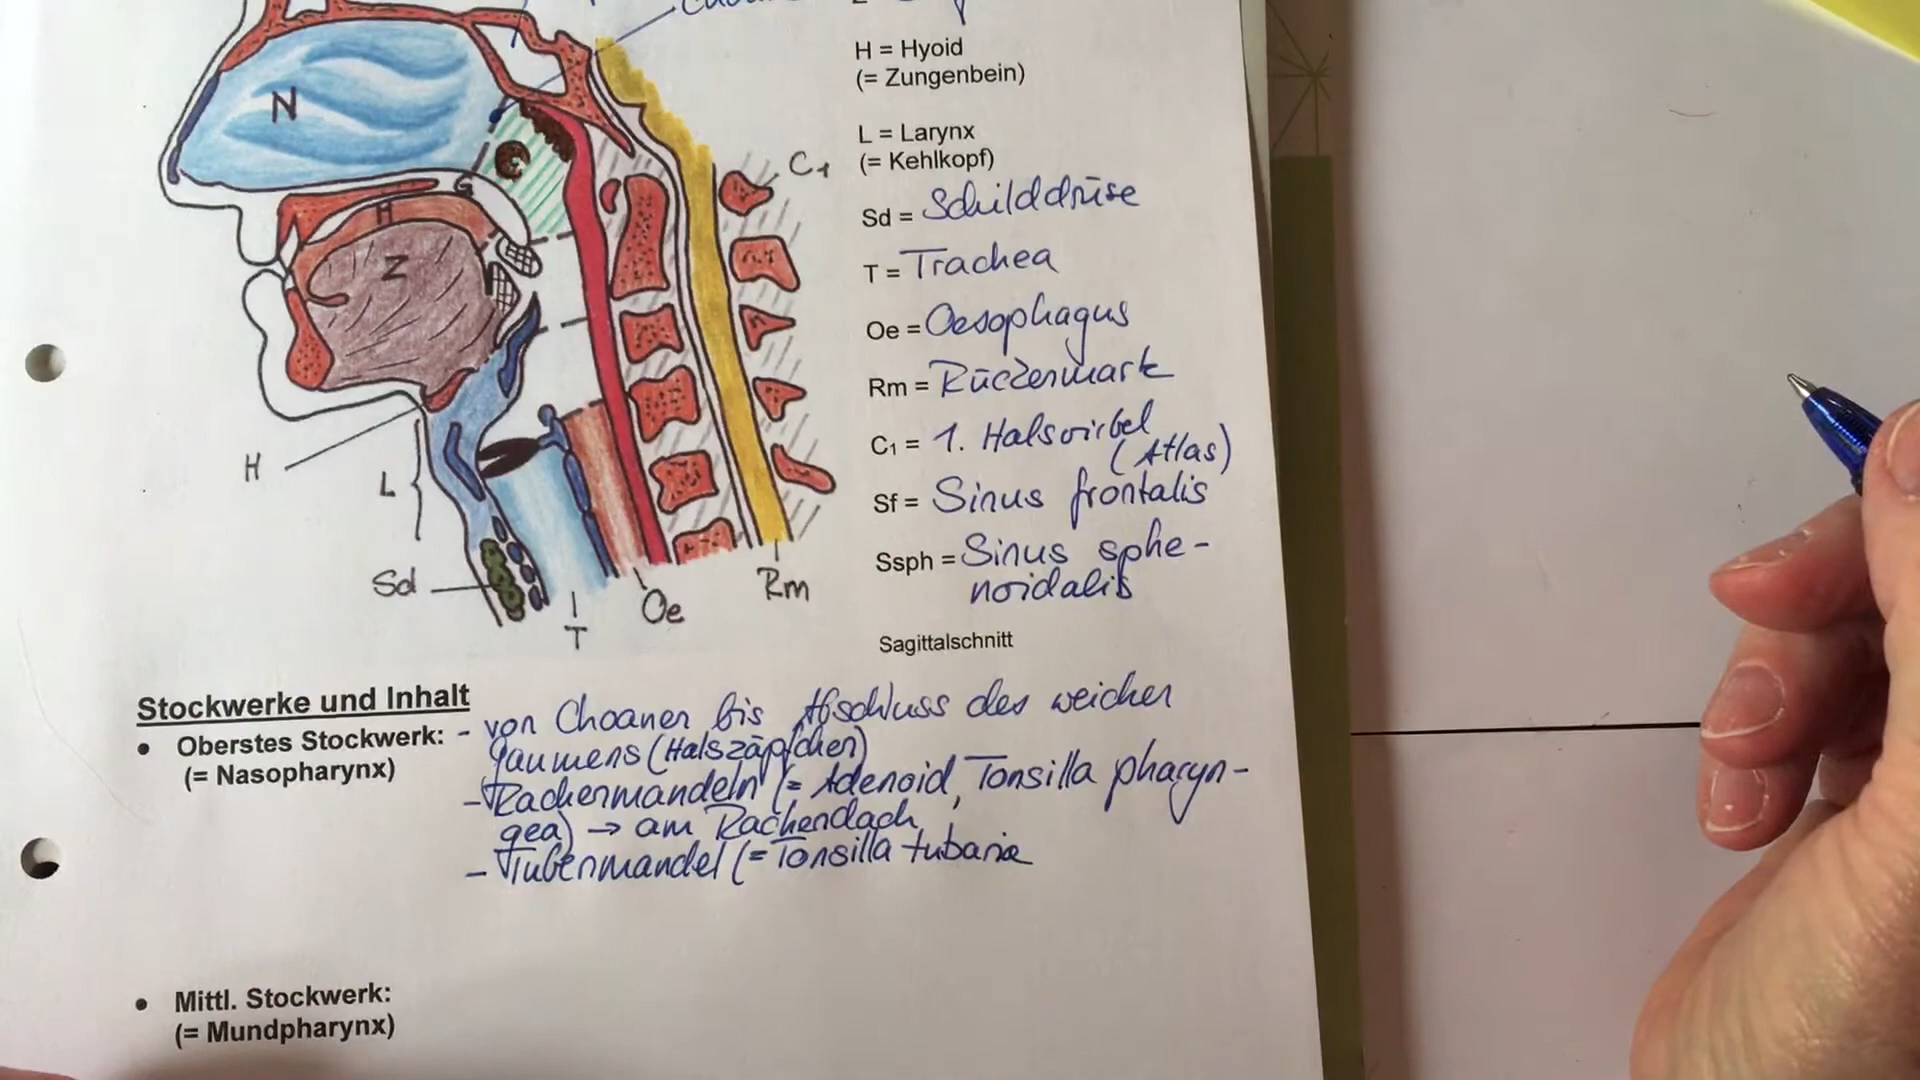 H = Hyoid
(= Zungenbein)
L = Larynx
(= Kehlkopf)
Sd = Schilddrüse
T = Trachea
Oe = Oesophagus
Rm = Rückenmark
C1 = 1. Halswirbel
(Atlas)
Sf = Sinus frontalis
Ssph = Sinus sphe-
noidalis
Sagittalschnitt
N
C1
G
H
Z
H
L
Sd
T
Oe
Rm
Stockwerke und Inhalt
• Oberstes Stockwerk: - von Choanen bis Abschluss des weichen
(= Nasopharynx) Gaumens (Halszäpfchen)
- Rachenmandeln (= Adenoid, Tonsilla pharyn-
gea) → am Rachendach
- Tubenmandel (= Tonsilla tubaria
• Mittl. Stockwerk:
(= Mundpharynx)